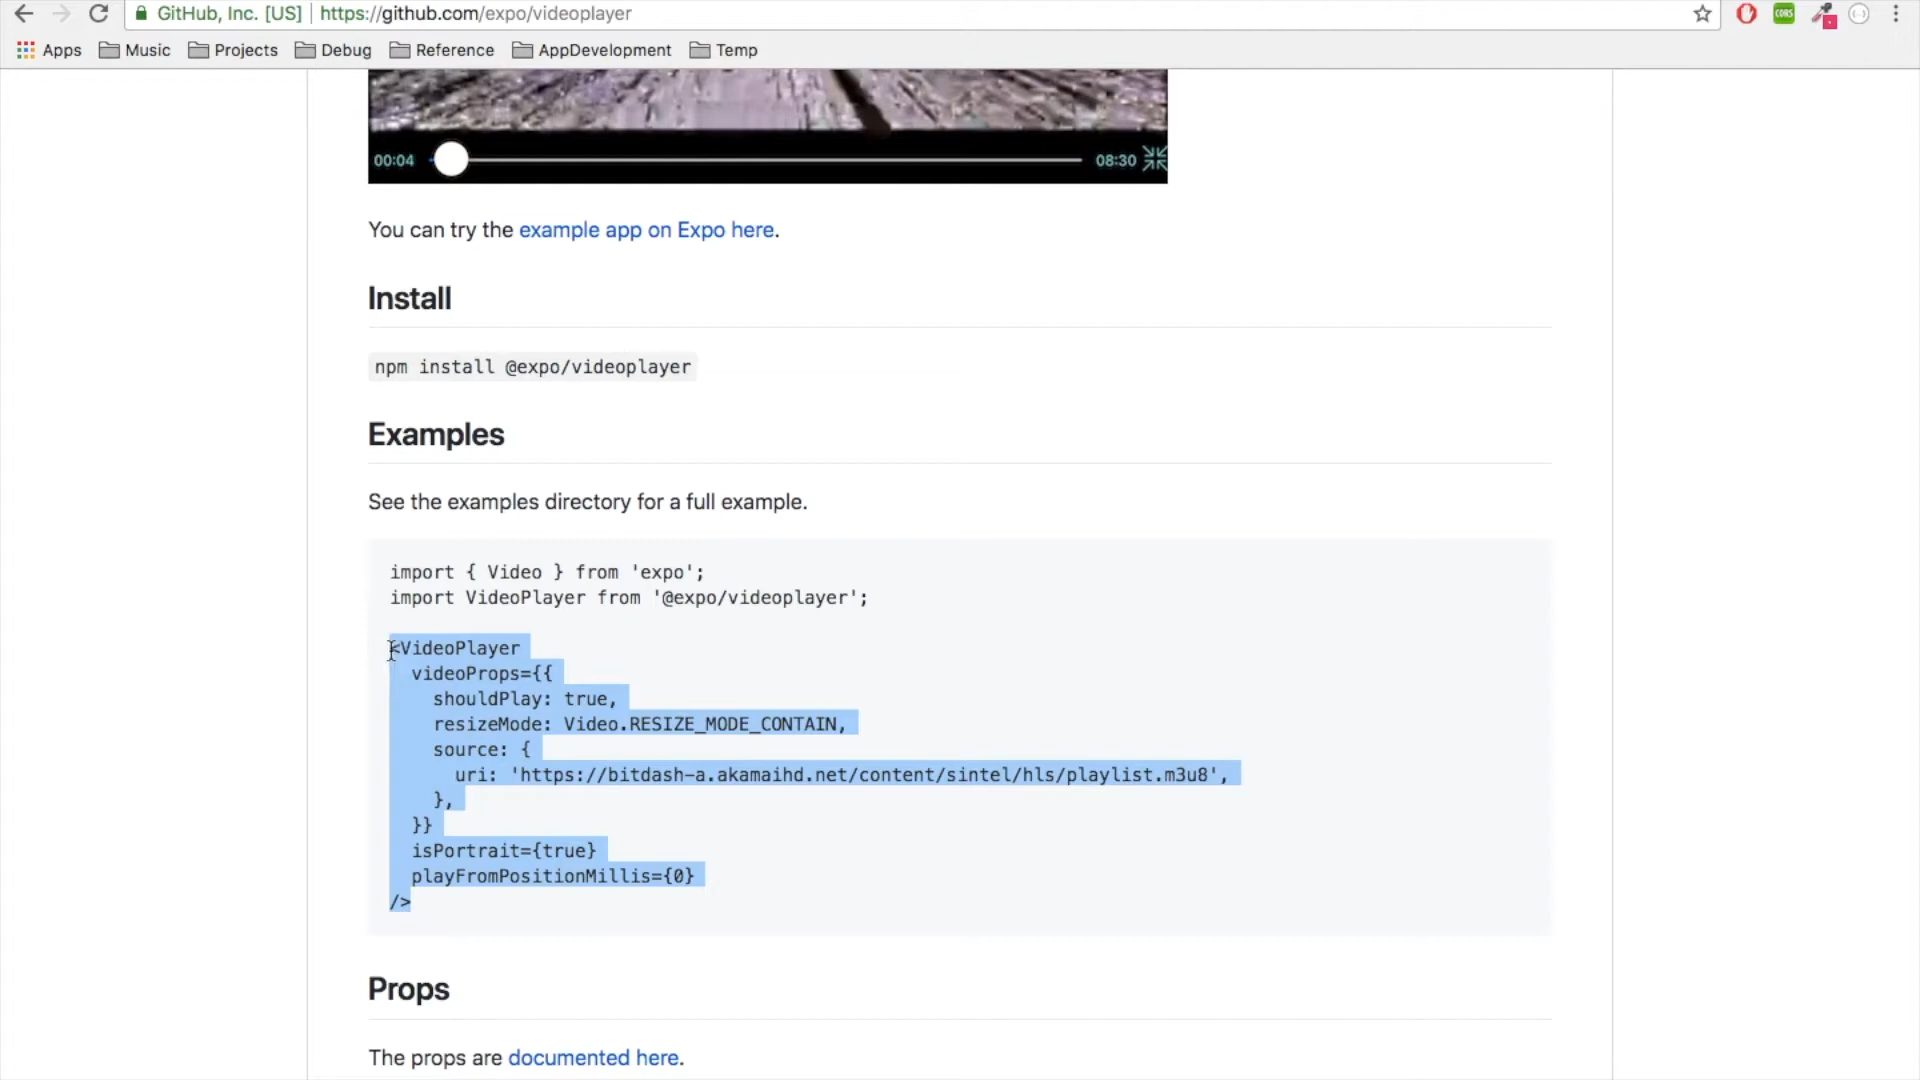 GitHub, Inc. [US] https://github.com/expo/videoplayer
CORS
Apps Music Projects Debug Reference AppDevelopment Temp
00:04 08:30
You can try the example app on Expo here.
Install
npm install @expo/videoplayer
Examples
See the examples directory for a full example.
import { Video } from 'expo';
import VideoPlayer from '@expo/videoplayer';
<VideoPlayer
videoProps={{
shouldPlay: true,
resizeMode: Video.RESIZE_MODE_CONTAIN,
source: {
uri: 'https://bitdash-a.akamaihd.net/content/sintel/hls/playlist.m3u8',
},
}}
isPortrait={true}
playFromPositionMillis={0}
/>
Props
The props are documented here.